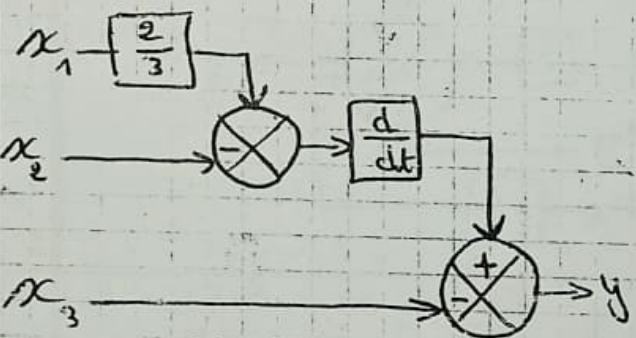 x₁ 2/3
x₂ - d/dt
+
x₃ - y